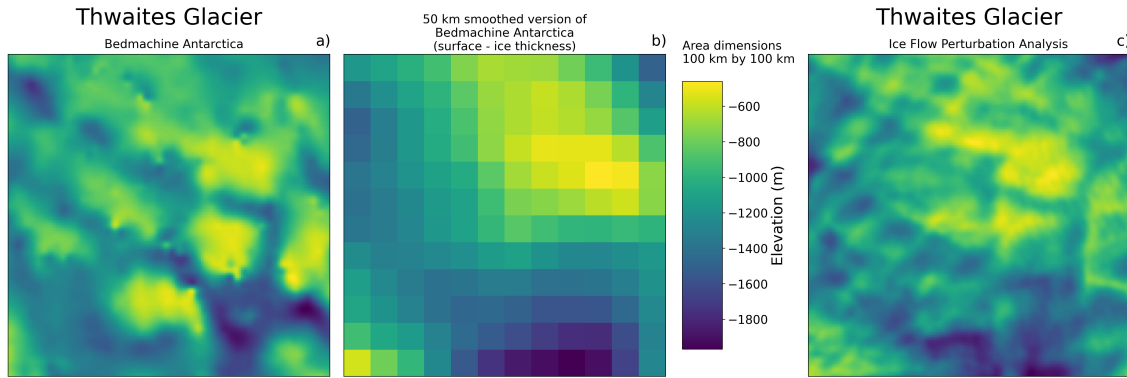 Thwaites Glacier
Bedmachine Antarctica
a)
50 km smoothed version of
Bedmachine Antarctica
(surface - ice thickness)
b)
Area dimensions
100 km by 100 km
−600
−800
−1000
−1200
−1400
−1600
−1800
Elevation (m)
Thwaites Glacier
Ice Flow Perturbation Analysis
c)